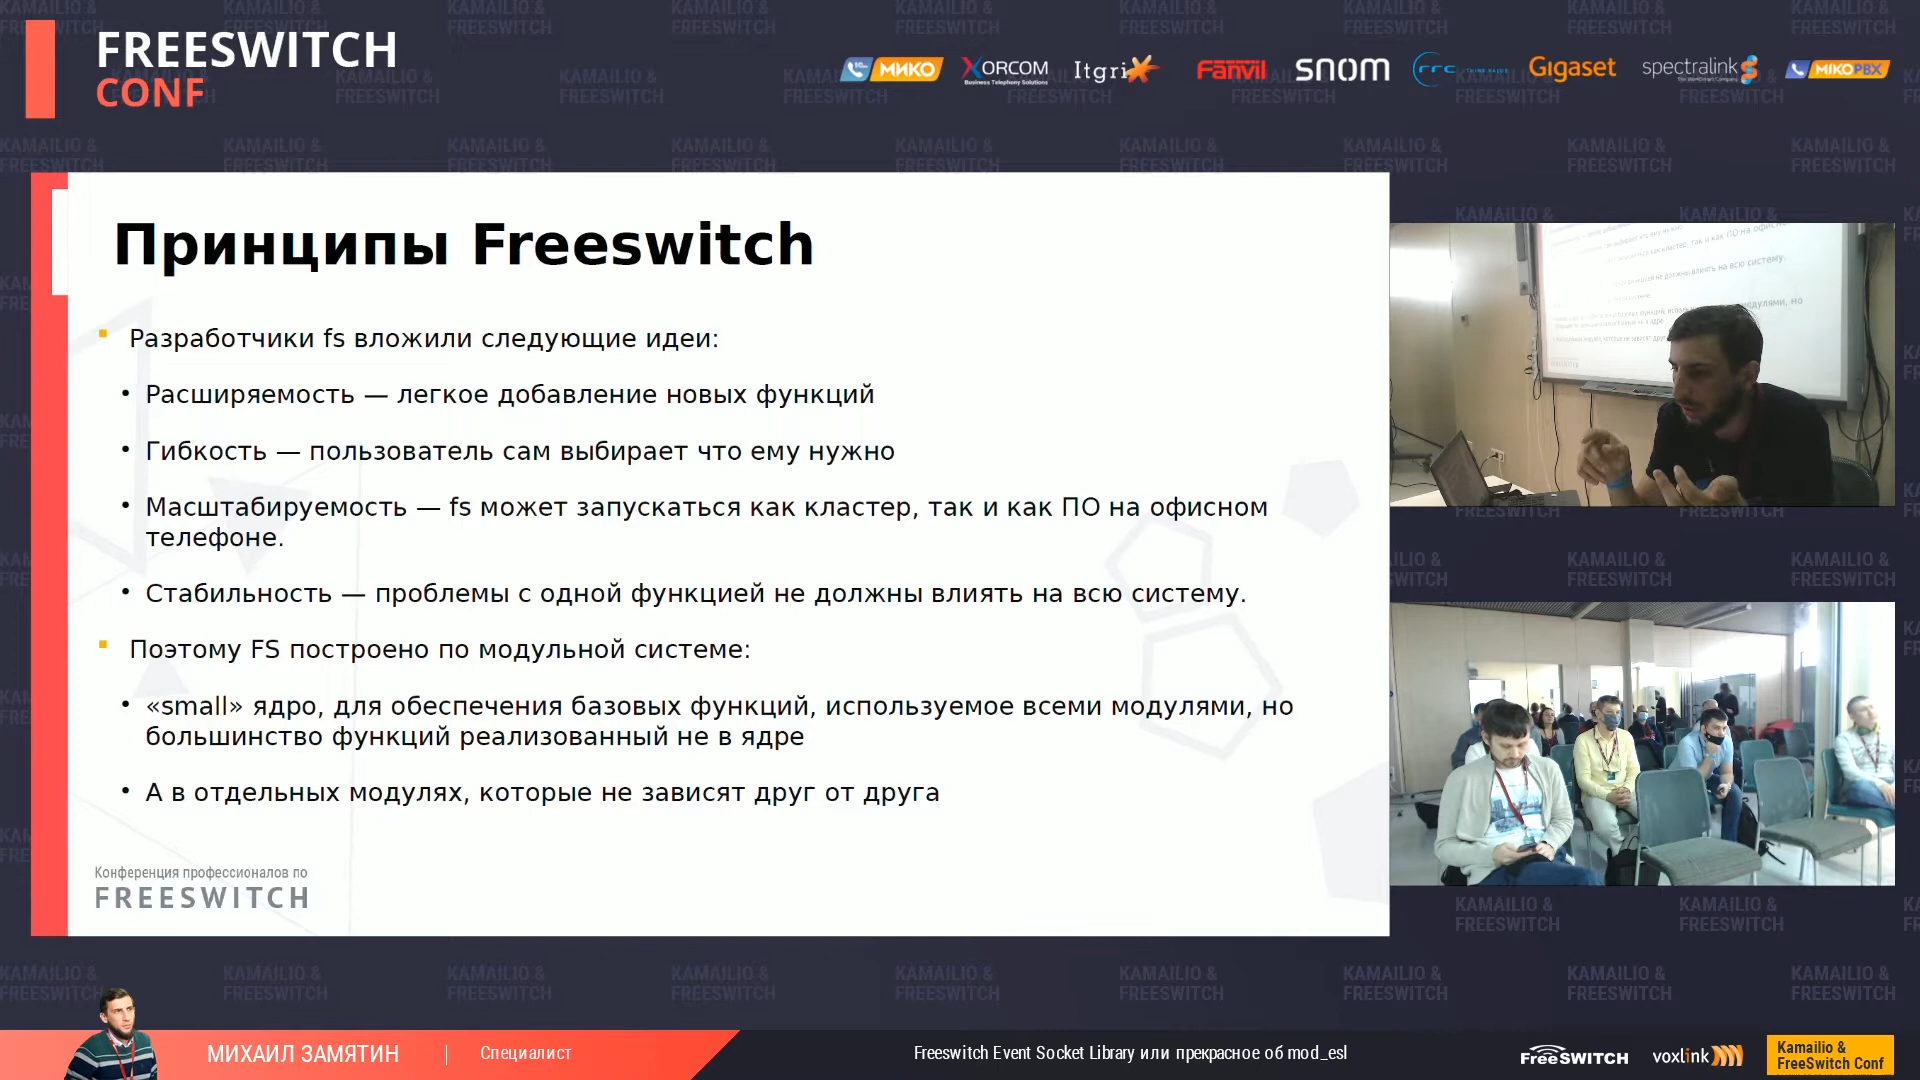 FREESWITCH
CONF
МИКО
XORCOM
Business Telephony Solutions
Itgrix
Fanvil
snom
rrc
Gigaset
spectralink
MIKOPBX
Принципы Freeswitch
Разработчики fs вложили следующие идеи:
• Расширяемость — легкое добавление новых функций
• Гибкость — пользователь сам выбирает что ему нужно
• Масштабируемость — fs может запускаться как кластер, так и как ПО на офисном
телефоне.
• Стабильность — проблемы с одной функцией не должны влиять на всю систему.
Поэтому FS построено по модульной системе:
• «small» ядро, для обеспечения базовых функций, используемое всеми модулями, но
большинство функций реализованный не в ядре
• А в отдельных модулях, которые не зависят друг от друга
Конференция профессионалов по
FREESWITCH
KAMAILIO &
FREESWITCH
МИХАИЛ ЗАМЯТИН
Специалист
Freeswitch Event Socket Library или прекрасное об mod_esl
FreeSWITCH
voxlink
Kamailio &
FreeSwitch Conf